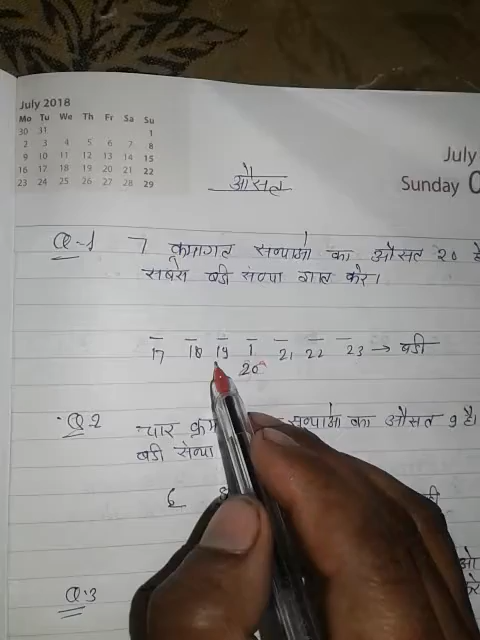 July 2018
Mo Tu We Th Fr Sa Su
30 31 1
2 3 4 5 6 7 8
9 10 11 12 13 14 15
16 17 18 19 20 21 22
23 24 25 26 27 28 29
July
Sunday
औसत
Q-1 7 क्रमागत संख्याओं का औसत 20 है
सबसे बडी संख्या ज्ञात करें।
17 18 19 1 21 22 23 → बडी
20
Q.2 चार संख्याओं का औसत 9 है।
बडी संख्या
6
Q.3